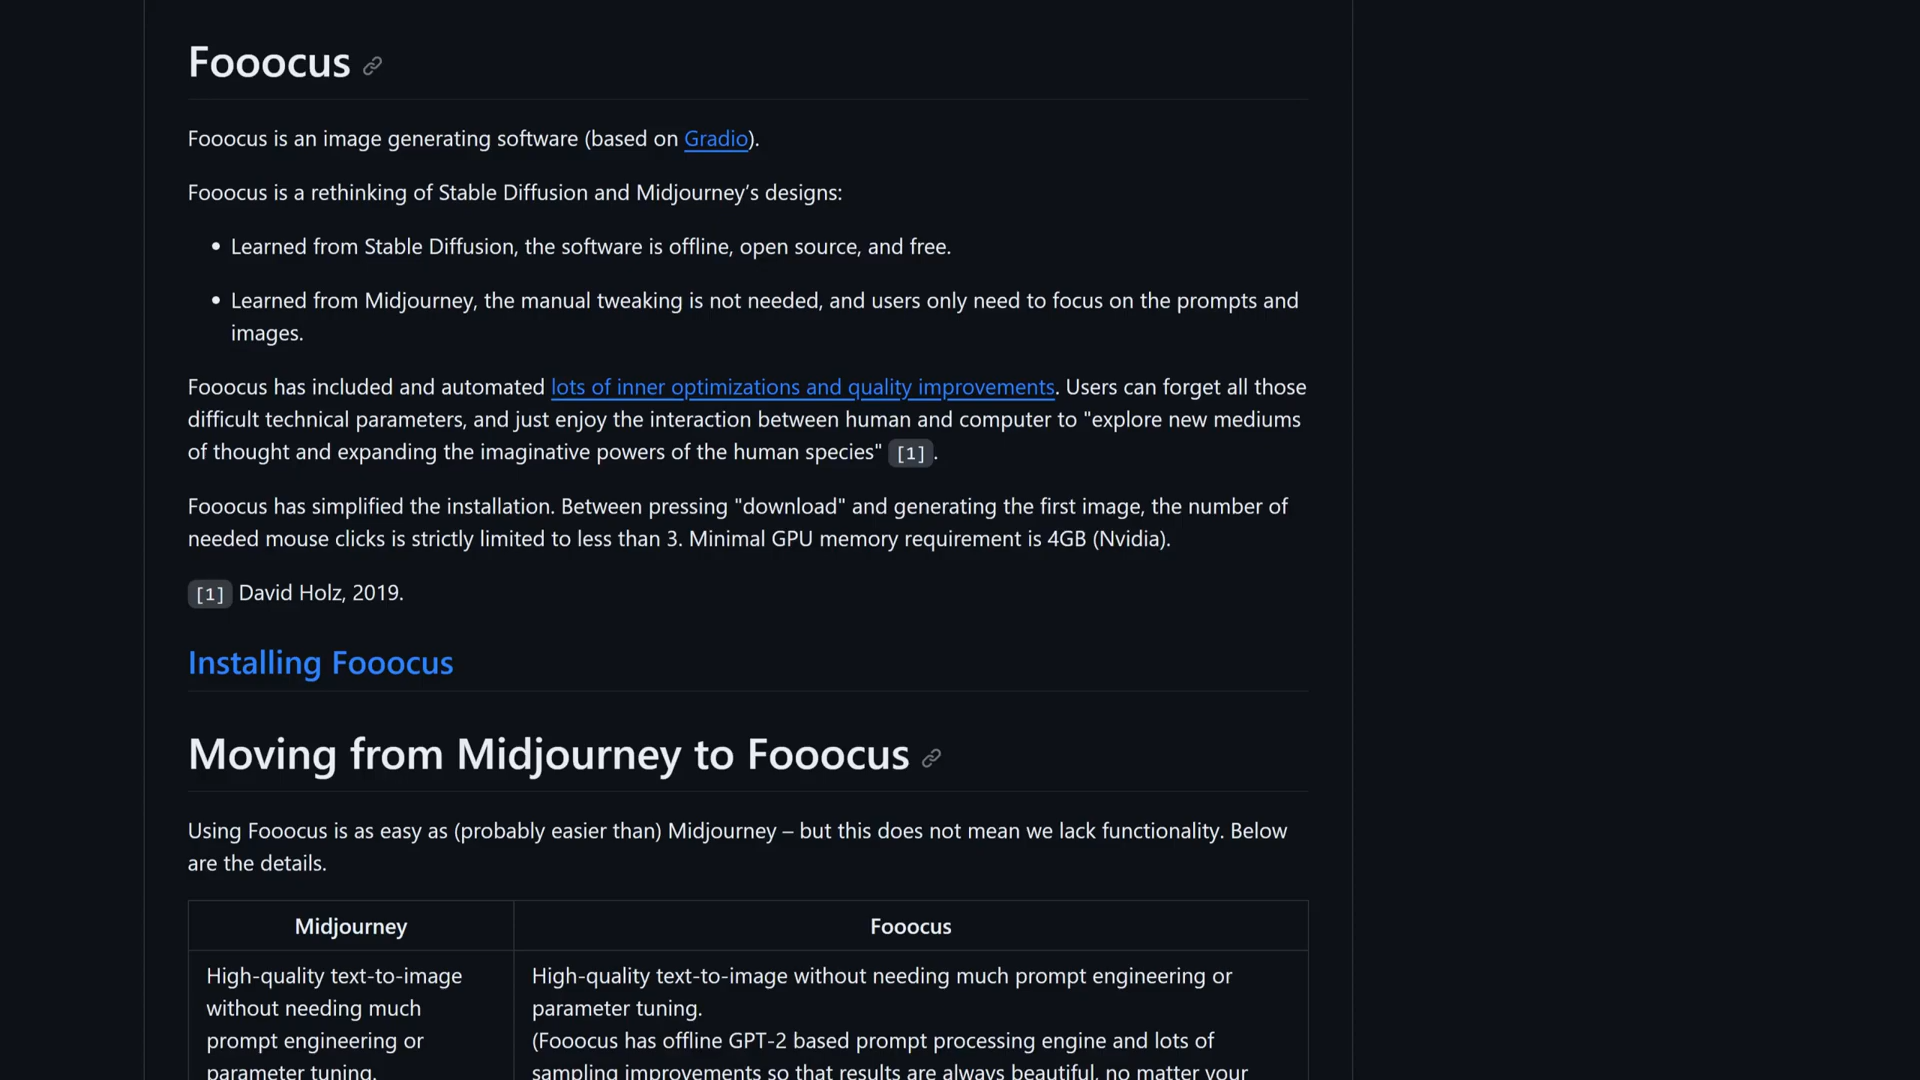 Fooocus
Fooocus is an image generating software (based on Gradio).
Fooocus is a rethinking of Stable Diffusion and Midjourney’s designs:
• Learned from Stable Diffusion, the software is offline, open source, and free.
• Learned from Midjourney, the manual tweaking is not needed, and users only need to focus on the prompts and
images.
Fooocus has included and automated lots of inner optimizations and quality improvements. Users can forget all those
difficult technical parameters, and just enjoy the interaction between human and computer to "explore new mediums
of thought and expanding the imaginative powers of the human species" [1].
Fooocus has simplified the installation. Between pressing "download" and generating the first image, the number of
needed mouse clicks is strictly limited to less than 3. Minimal GPU memory requirement is 4GB (Nvidia).
[1] David Holz, 2019.
Installing Fooocus
Moving from Midjourney to Fooocus
Using Fooocus is as easy as (probably easier than) Midjourney – but this does not mean we lack functionality. Below
are the details.
Midjourney
Fooocus
High-quality text-to-image
without needing much
prompt engineering or
parameter tuning.
High-quality text-to-image without needing much prompt engineering or
parameter tuning.
(Fooocus has offline GPT-2 based prompt processing engine and lots of
sampling improvements so that results are always beautiful, no matter your